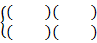 {(  )(  )
(  )(  )